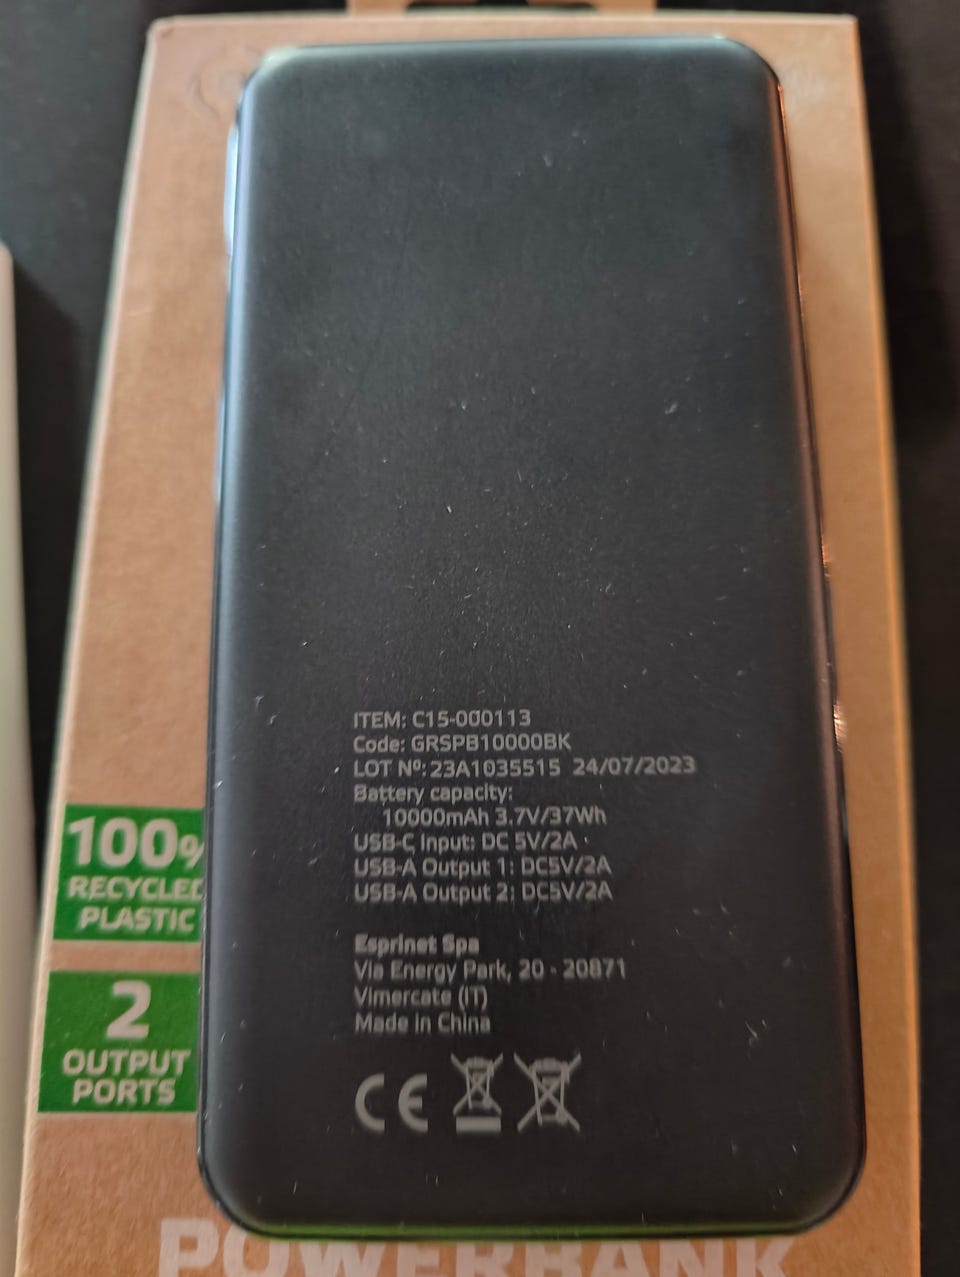 ITEM: C15-000113
Code: GRSPB10000BK
LOT Nº: 23A1035515 24/07/2023
Battery capacity:
10000mAh 3.7V/37Wh
USB-C Input: DC 5V/2A
USB-A Output 1: DC5V/2A
USB-A Output 2: DC5V/2A
Esprinet Spa
Via Energy Park, 20 - 20871
Vimercate (IT)
Made in China
CE
100%
RECYCLED
PLASTIC
2
OUTPUT
PORTS
POWERBANK